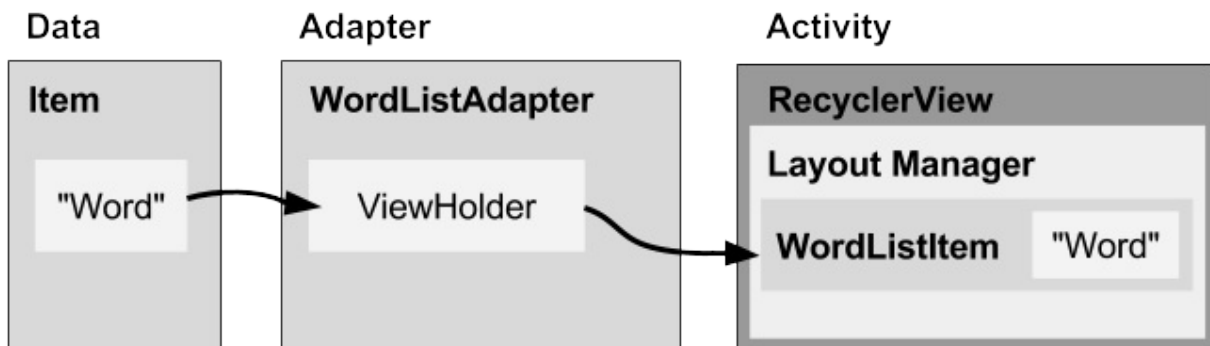 Data
Adapter
Activity
Item
WordListAdapter
RecyclerView
Layout Manager
"Word"
ViewHolder
WordListItem
"Word"